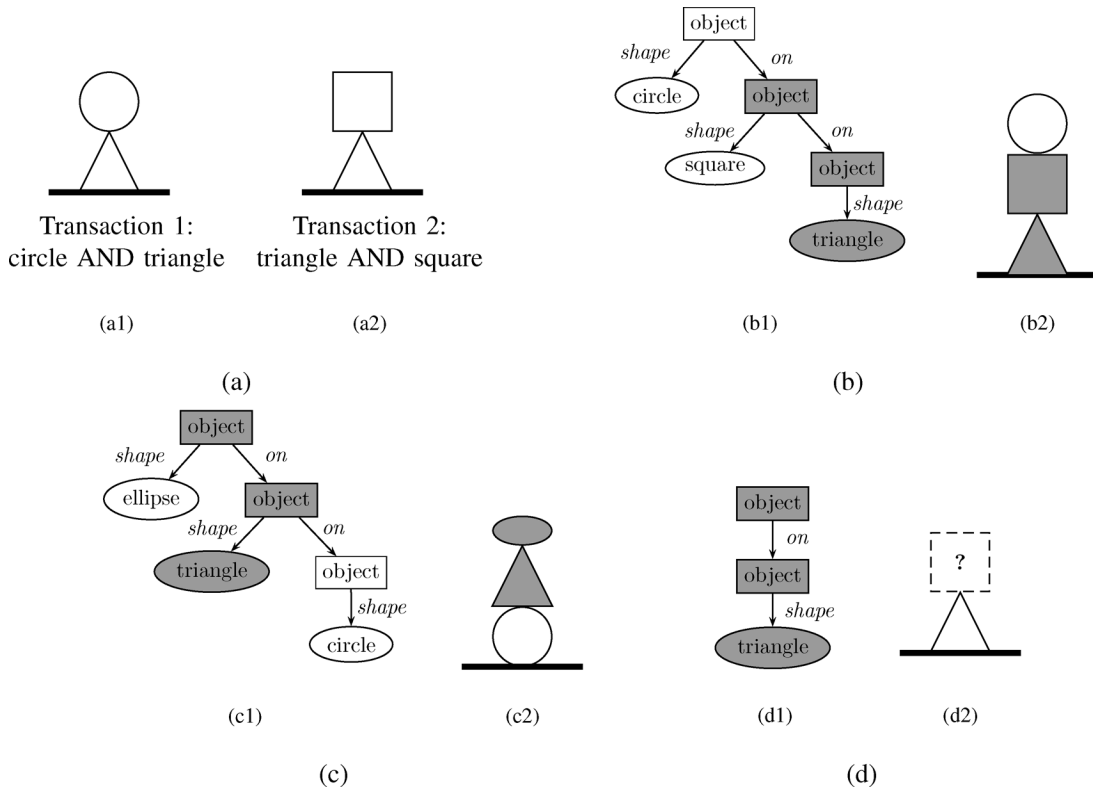 Transaction 1:
circle AND triangle
(a1)
Transaction 2:
triangle AND square
(a2)
(a)
object
shape
on
circle
object
shape
on
square
object
shape
triangle
(b1)
(b2)
(b)
object
shape
on
ellipse
object
shape
on
triangle
object
shape
circle
(c1)
(c2)
(c)
object
on
object
shape
triangle
(d1)
?
(d2)
(d)